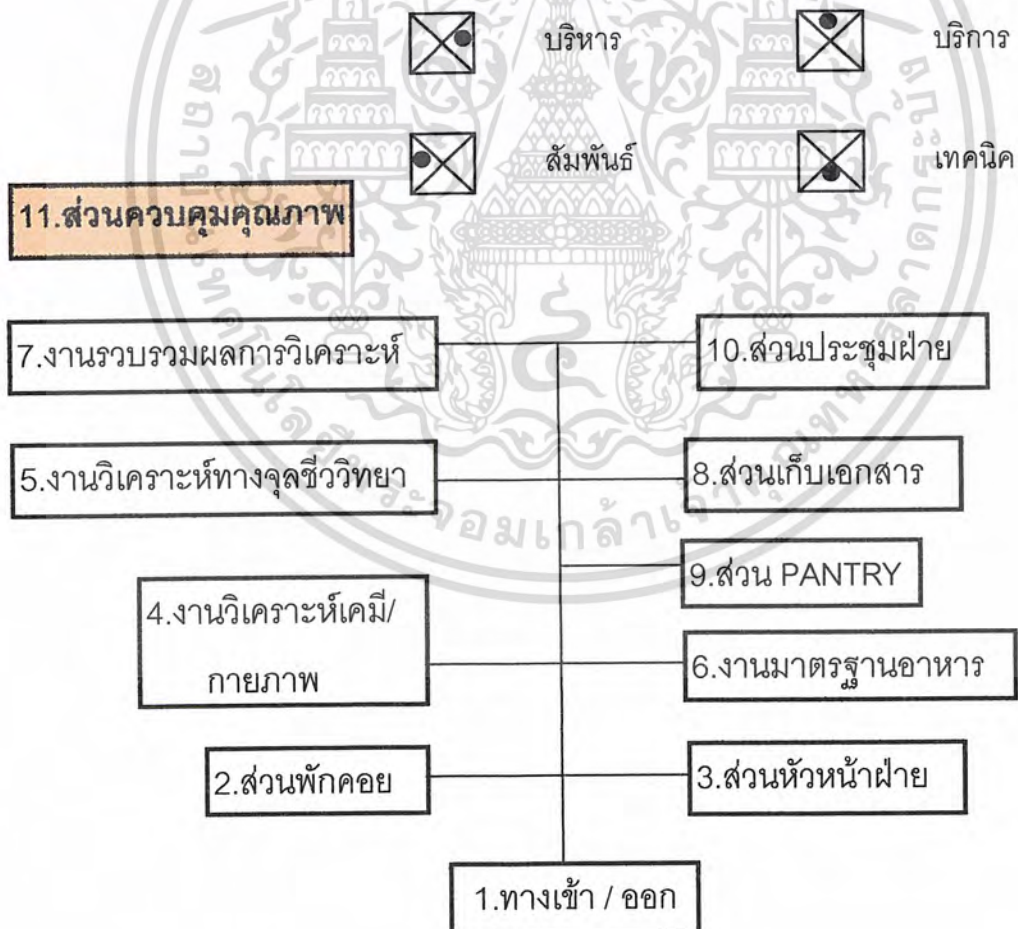 บริหาร
บริการ
สัมพันธ์
เทคนิค
11.ส่วนควบคุมคุณภาพ
7.งานรวบรวมผลการวิเคราะห์
10.ส่วนประชุมฝ่าย
5.งานวิเคราะห์ทางจุลชีววิทยา
8.ส่วนเก็บเอกสาร
9.ส่วน PANTRY
4.งานวิเคราะห์เคมี/
กายภาพ
6.งานมาตรฐานอาหาร
2.ส่วนพักคอย
3.ส่วนหัวหน้าฝ่าย
1.ทางเข้า / ออก